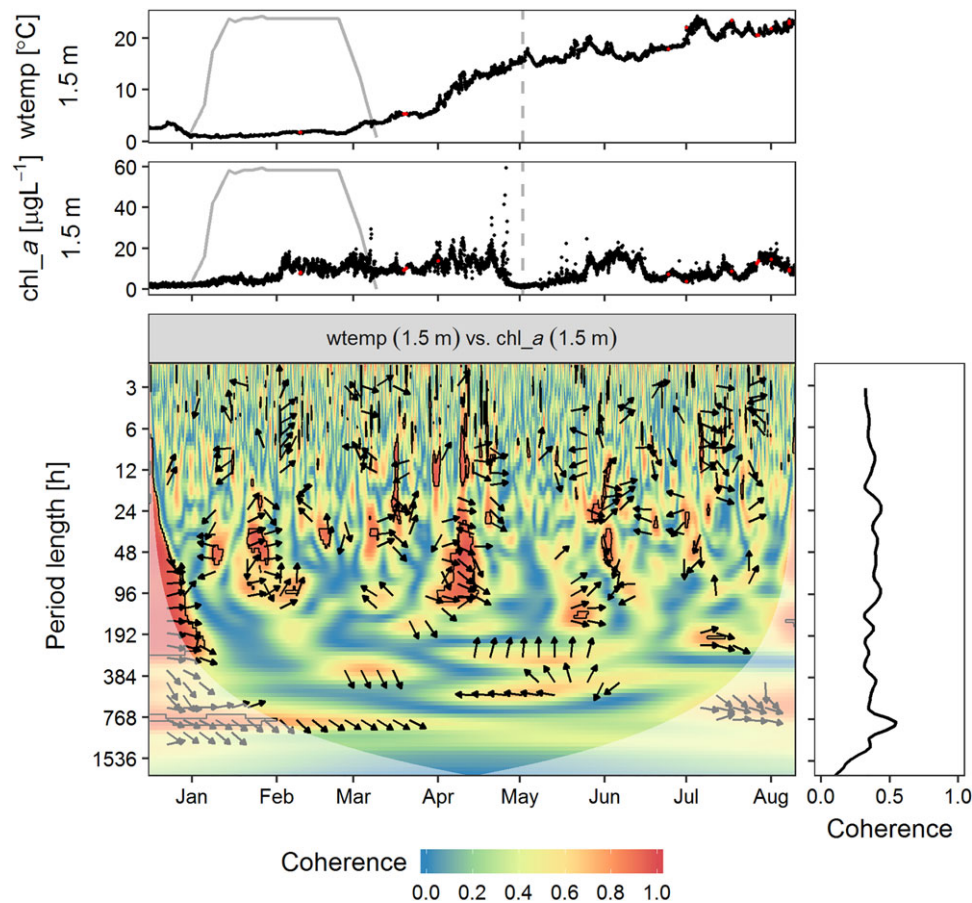 wtemp [°C]
1.5 m
20
10
0
chl_a [µgL⁻¹]
1.5 m
60
40
20
0
wtemp (1.5 m) vs. chl_a (1.5 m)
Period length [h]
3
6
12
24
48
96
192
384
768
1536
Jan Feb Mar Apr May Jun Jul Aug
0.0 0.5 1.0
Coherence
Coherence
0.0 0.2 0.4 0.6 0.8 1.0